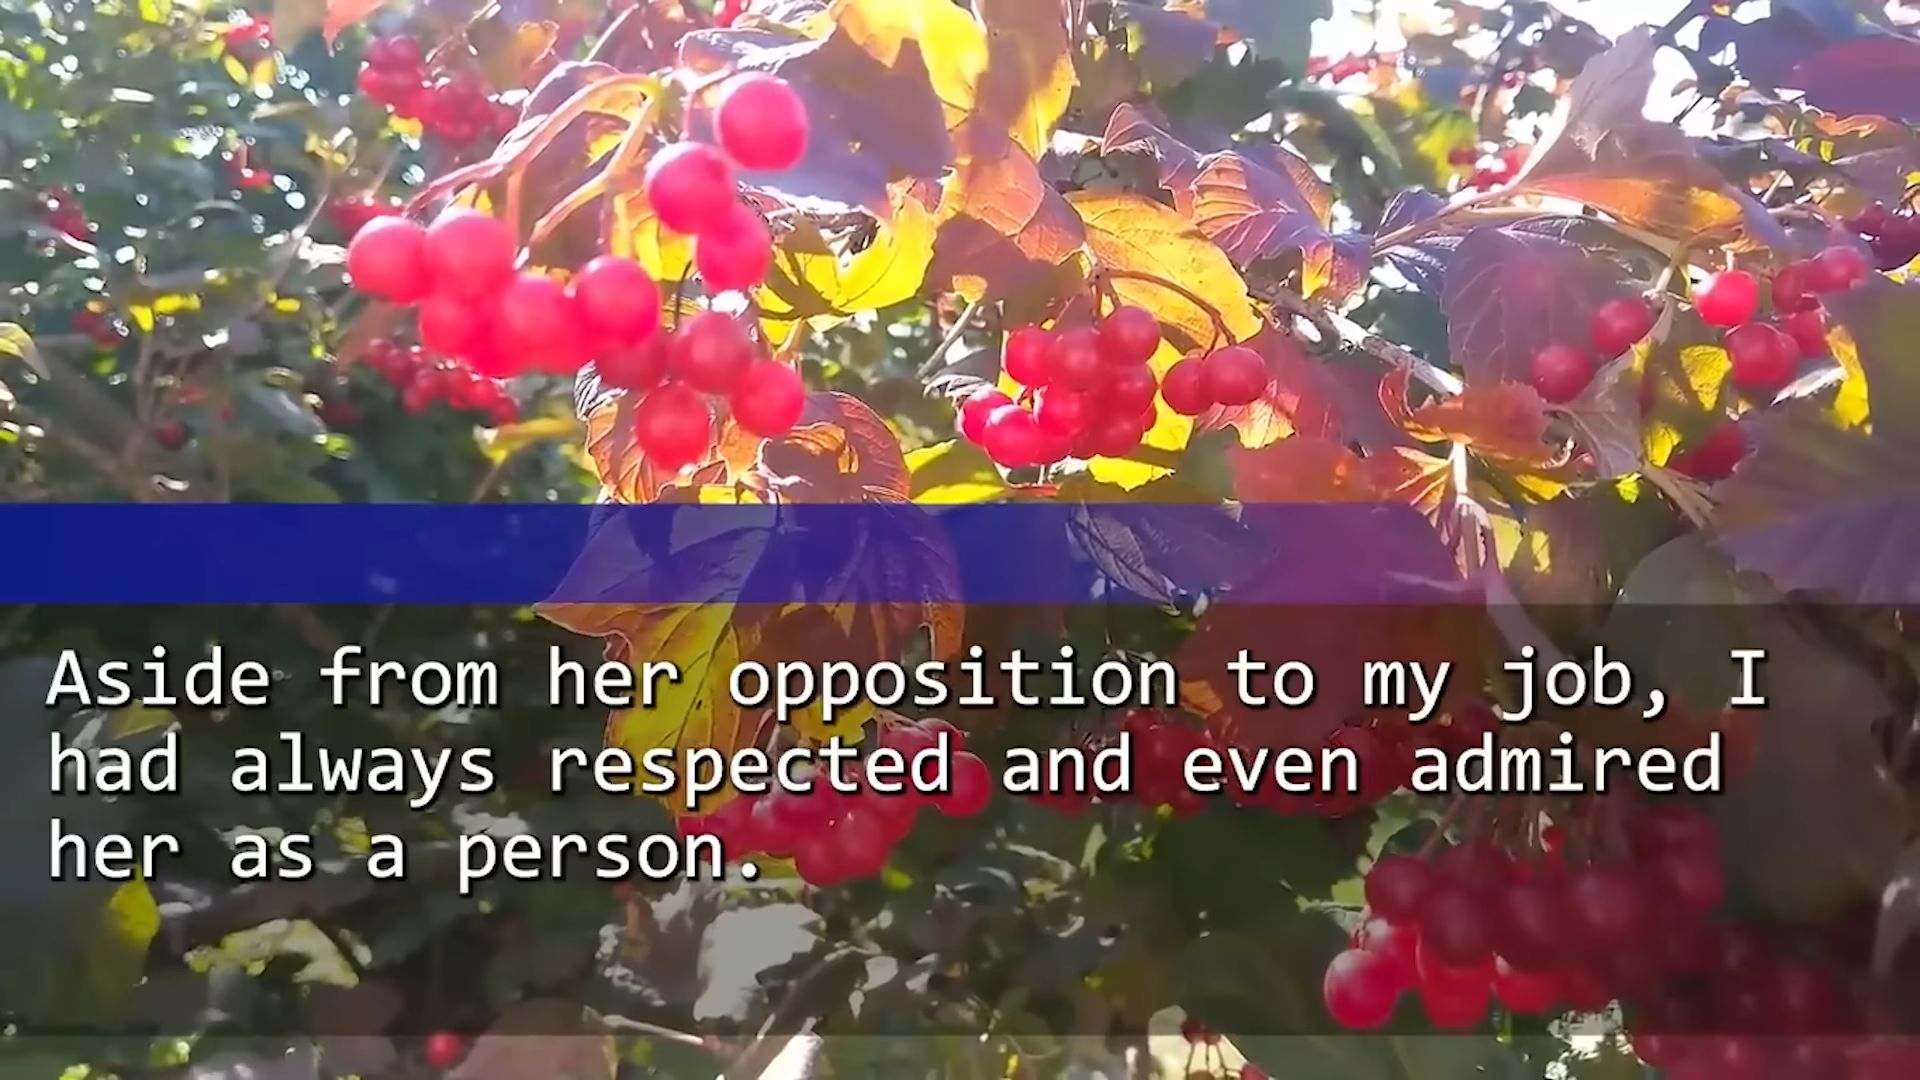 Aside from her opposition to my job, I
had always respected and even admired
her as a person.